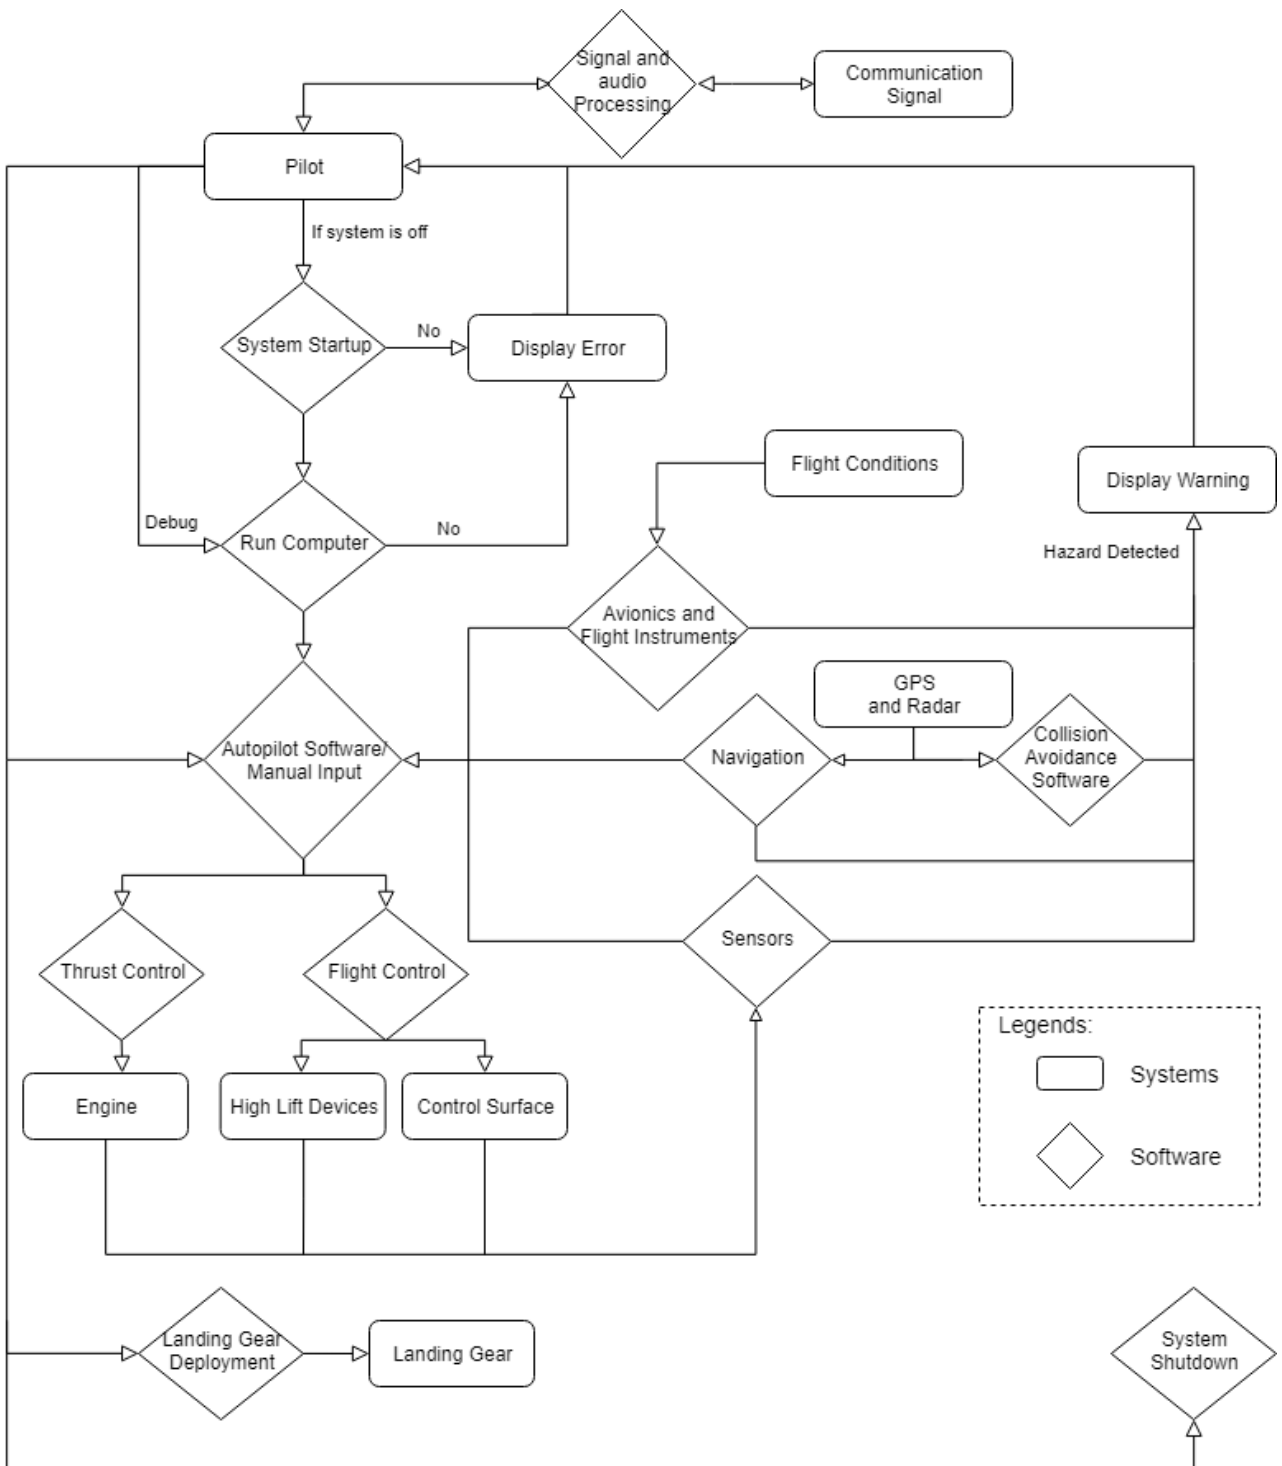 Signal and
audio
Processing
Communication
Signal
Pilot
If system is off
System Startup
No
Display Error
Flight Conditions
Display Warning
Debug
Run Computer
No
Hazard Detected
Avionics and
Flight Instruments
GPS
and Radar
Autopilot Software/
Manual Input
Navigation
Collision
Avoidance
Software
Thrust Control
Flight Control
Sensors
Legends:
Systems
Software
Engine
High Lift Devices
Control Surface
Landing Gear
Deployment
Landing Gear
System
Shutdown